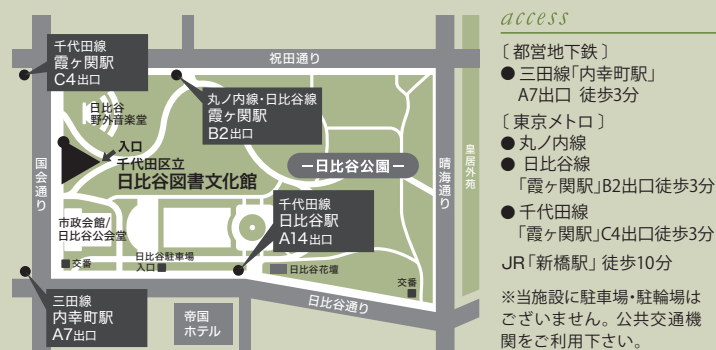 千代田線
霞ヶ関駅
C4出口
祝田通り
丸ノ内線・日比谷線
霞ヶ関駅
B2出口
日比谷
野外音楽堂
入口
千代田区立
日比谷図書文化館
国会通り
ー日比谷公園ー
晴海通り
皇居外苑
千代田線
日比谷駅
A14出口
市政会館/
日比谷公会堂
交番
日比谷駐車場
入口
日比谷花壇
交番
日比谷通り
三田線
内幸町駅
A7出口
帝国
ホテル
access
〔都営地下鉄〕
● 三田線「内幸町駅」
A7出口 徒歩3分
〔東京メトロ〕
● 丸ノ内線
● 日比谷線
「霞ヶ関駅」B2出口徒歩3分
● 千代田線
「霞ヶ関駅」C4出口徒歩3分
JR「新橋駅」徒歩10分
※当施設に駐車場・駐輪場は
ございません。公共交通機
関をご利用下さい。